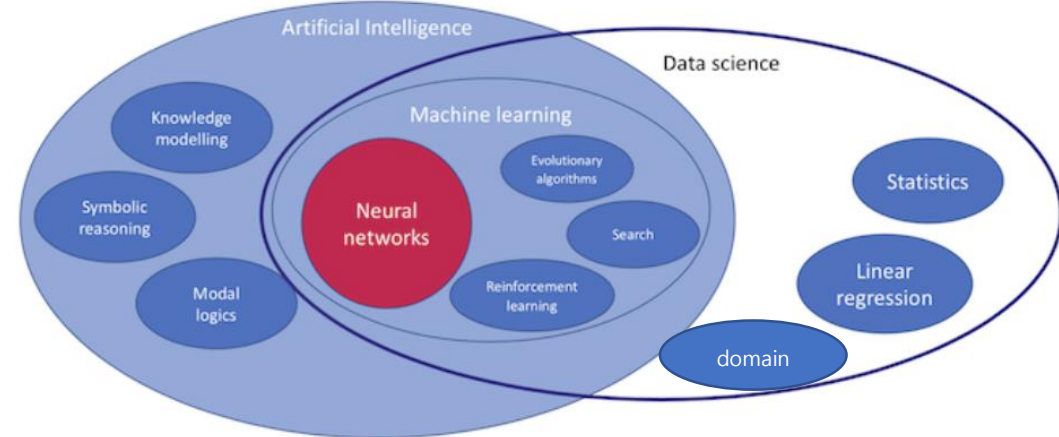 Artificial Intelligence
Data science
Machine learning
Knowledge
modelling
Evolutionary
algorithms
Statistics
Symbolic
reasoning
Neural
networks
Search
Linear
regression
Modal
logics
Reinforcement
learning
domain